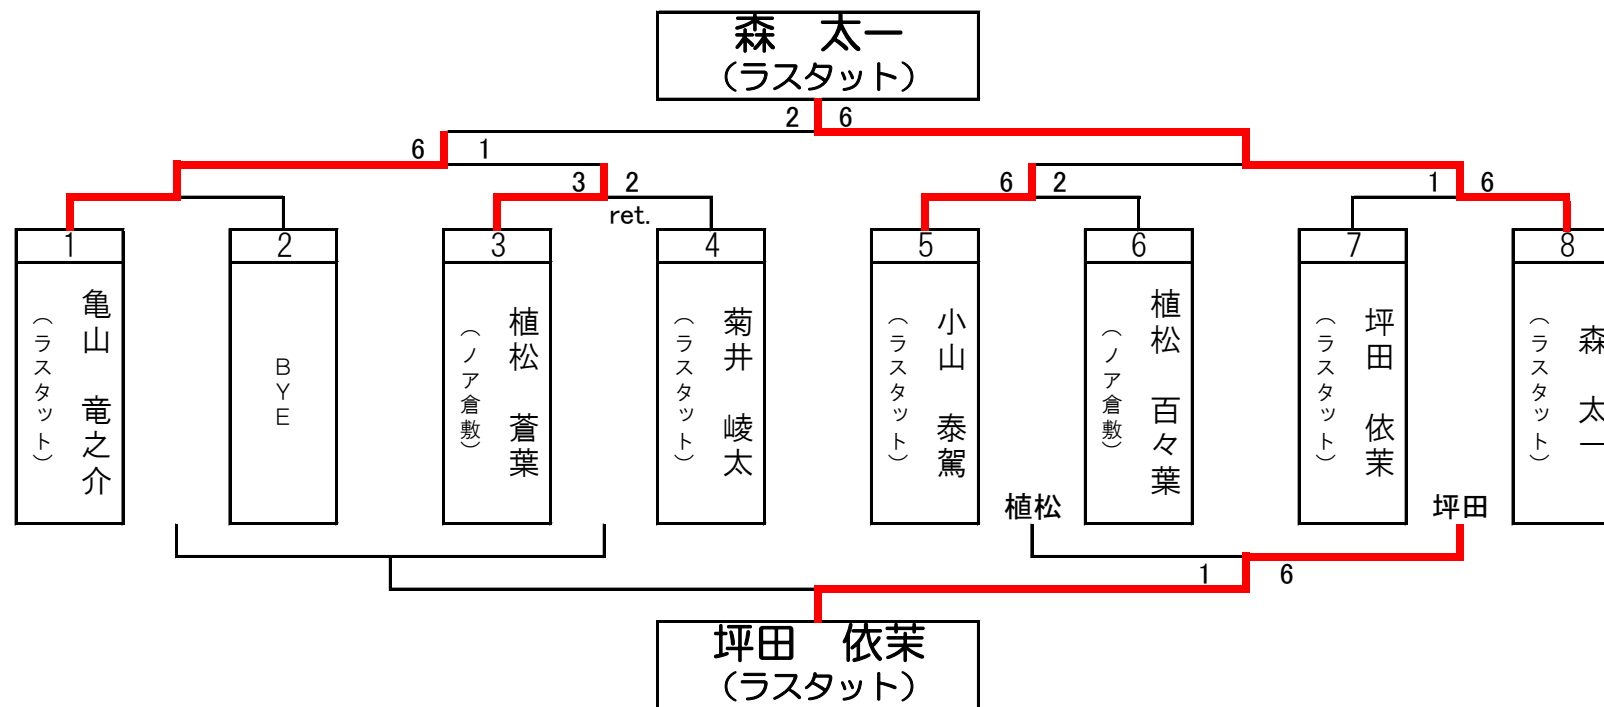 森　太一
(ラスタット)
2 6
6 1
3 2
ret.
6 2
1 6
1
2
3
4
5
6
7
8
亀山　竜之介
(ラスタット)
BYE
植松　蒼葉
(ノア倉敷)
菊井　崚太
(ラスタット)
小山　泰駕
(ラスタット)
植松　百々葉
(ノア倉敷)
坪田　依茉
(ラスタット)
森　太一
(ラスタット)
植松
坪田
1 6
坪田　依茉
(ラスタット)